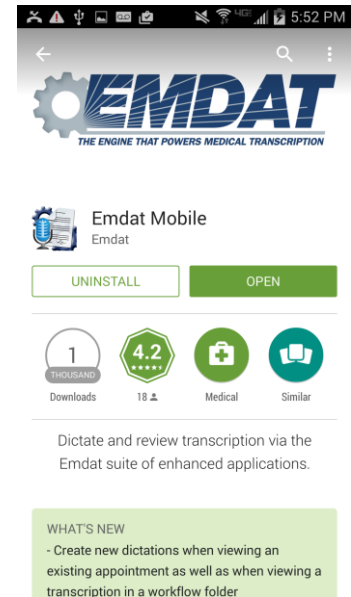 4G 5:52 PM
EMDAT
THE ENGINE THAT POWERS MEDICAL TRANSCRIPTION
Emdat Mobile
Emdat
UNINSTALL
OPEN
1
THOUSAND
4.2
Downloads
18
Medical
Similar
Dictate and review transcription via the
Emdat suite of enhanced applications.
WHAT'S NEW
- Create new dictations when viewing an
existing appointment as well as when viewing a
transcription in a workflow folder